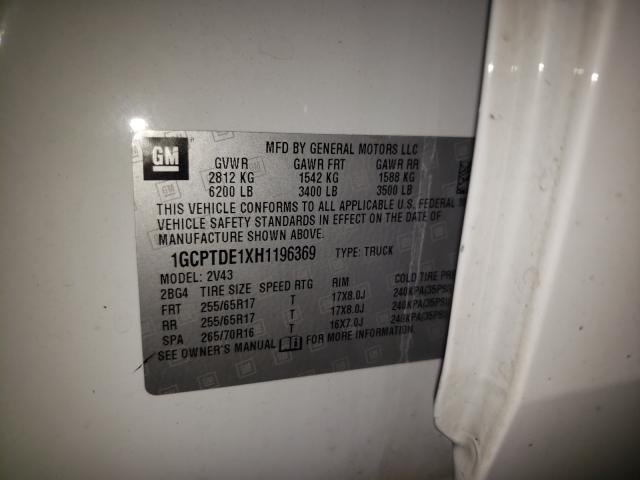 GM
MFD BY GENERAL MOTORS LLC
GVWR GAWR FRT GAWR RR
2812 KG 1542 KG 1588 KG
6200 LB 3400 LB 3500 LB
THIS VEHICLE CONFORMS TO ALL APPLICABLE U.S. FEDERAL
VEHICLE SAFETY STANDARDS IN EFFECT ON THE DATE OF
MANUFACTURE SHOWN ABOVE.
1GCPTDE1XH1196369 TYPE: TRUCK
MODEL: 2V43
2BG4 TIRE SIZE SPEED RTG RIM COLD TIRE PRE
FRT 255/65R17 T 17X8.0J 240KPA(35PSI
RR 255/65R17 T 17X8.0J 240KPA(35PSI
SPA 265/70R16 T 16X7.0J 240KPA(35PSI
SEE OWNER'S MANUAL FOR MORE INFORMATION.